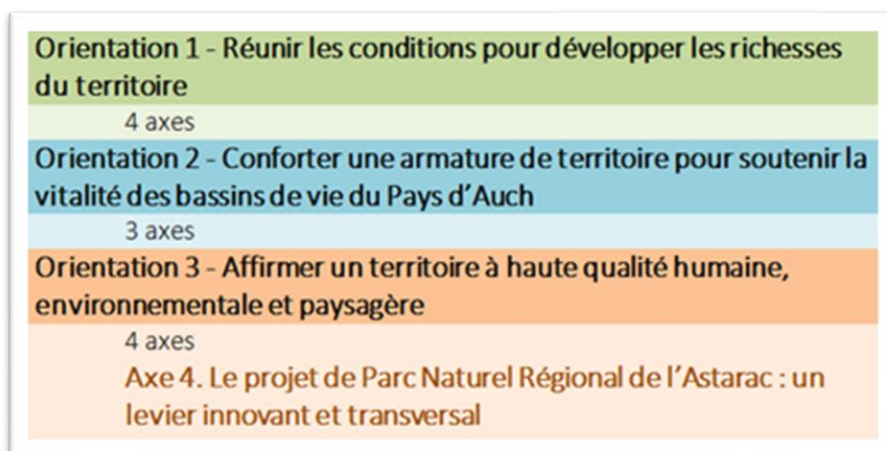 Orientation 1 - Réunir les conditions pour développer les richesses
du territoire
4 axes
Orientation 2 - Conforter une armature de territoire pour soutenir la
vitalité des bassins de vie du Pays d’Auch
3 axes
Orientation 3 - Affirmer un territoire à haute qualité humaine,
environnementale et paysagère
4 axes
Axe 4. Le projet de Parc Naturel Régional de l’Astarac : un
levier innovant et transversal